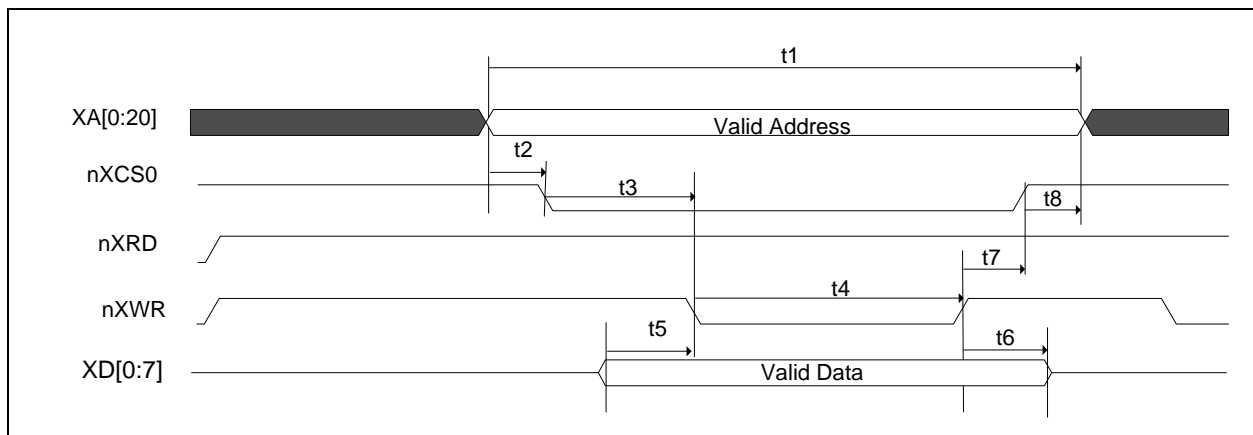 t1
XA[0:20]
Valid Address
t2
nXCS0
t3
t8
nXRD
t7
t4
nXWR
t5
t6
XD[0:7]
Valid Data